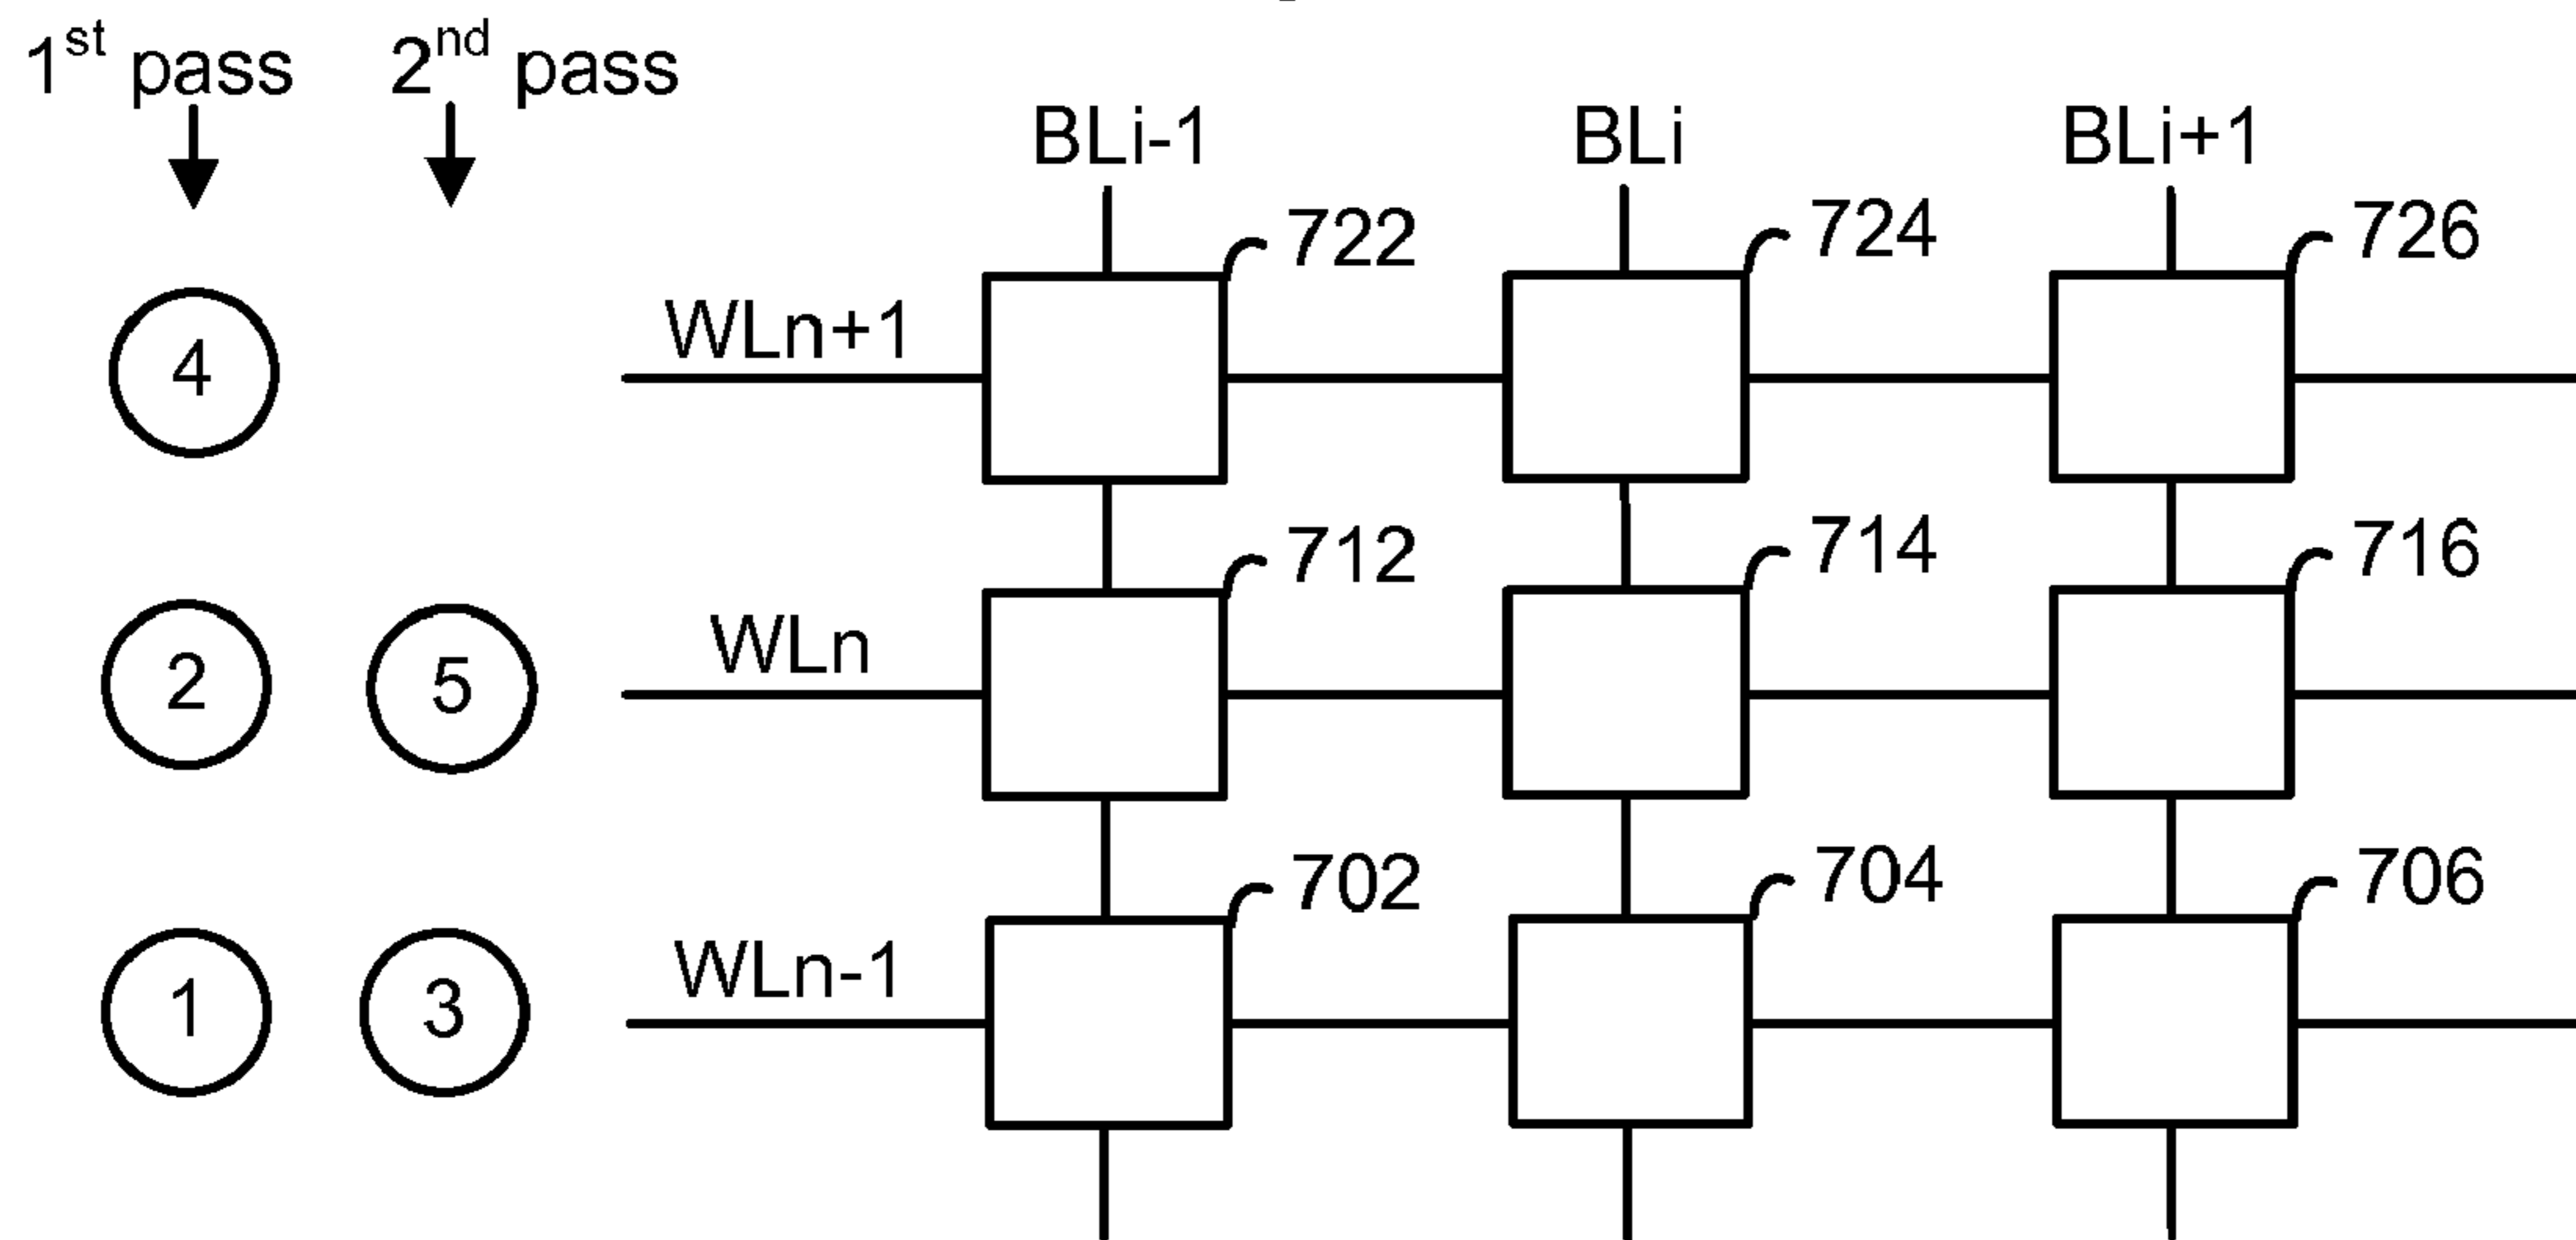 1st pass 2nd pass
BLi-1 BLi BLi+1
722 724 726
4 WLn+1
712 714 716
2 5 WLn
702 704 706
1 3 WLn-1